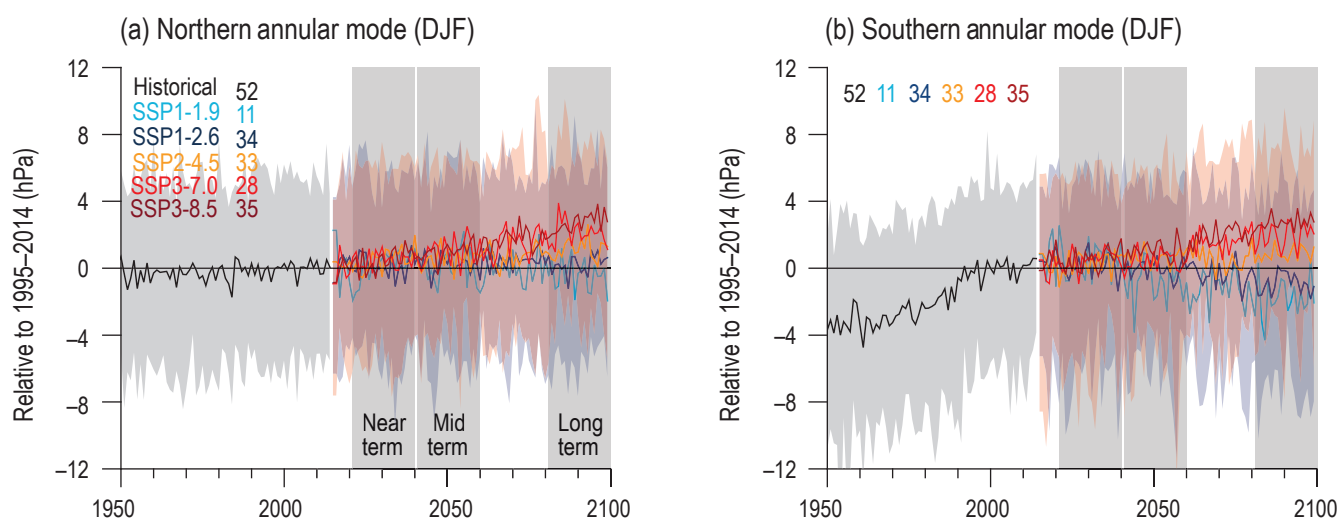 (a) Northern annular mode (DJF)
Relative to 1995–2014 (hPa)
12
8
4
0
–4
–8
–12
Historical 52
SSP1-1.9 11
SSP1-2.6 34
SSP2-4.5 33
SSP3-7.0 28
SSP3-8.5 35
Near term
Mid term
Long term
1950 2000 2050 2100
(b) Southern annular mode (DJF)
Relative to 1995–2014 (hPa)
12
8
4
0
–4
–8
–12
52 11 34 33 28 35
1950 2000 2050 2100